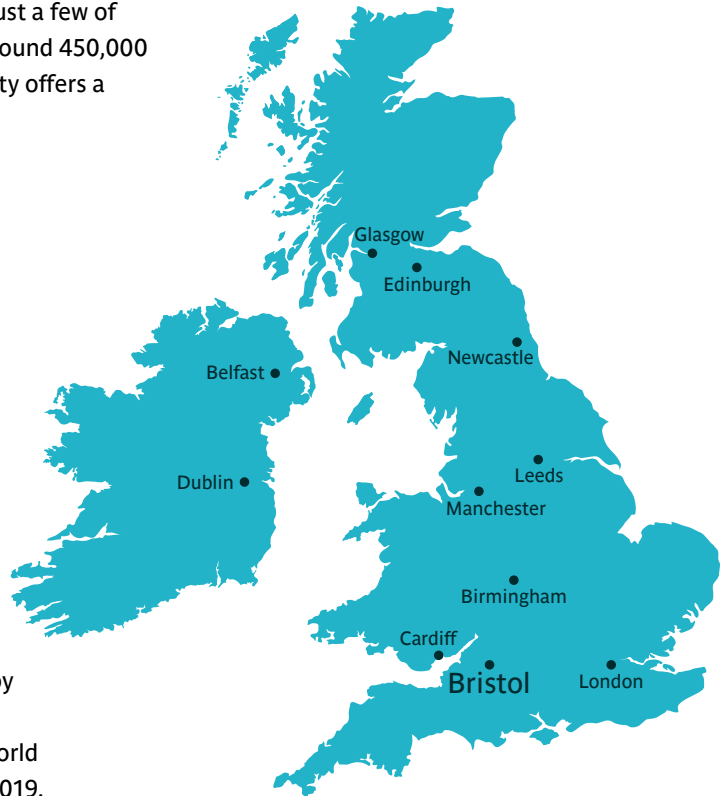 ust a few of
ound 450,000
ty offers a
Glasgow
Edinburgh
Newcastle
Belfast
Leeds
Dublin
Manchester
Birmingham
Cardiff
Bristol
London
by
orld
2019.